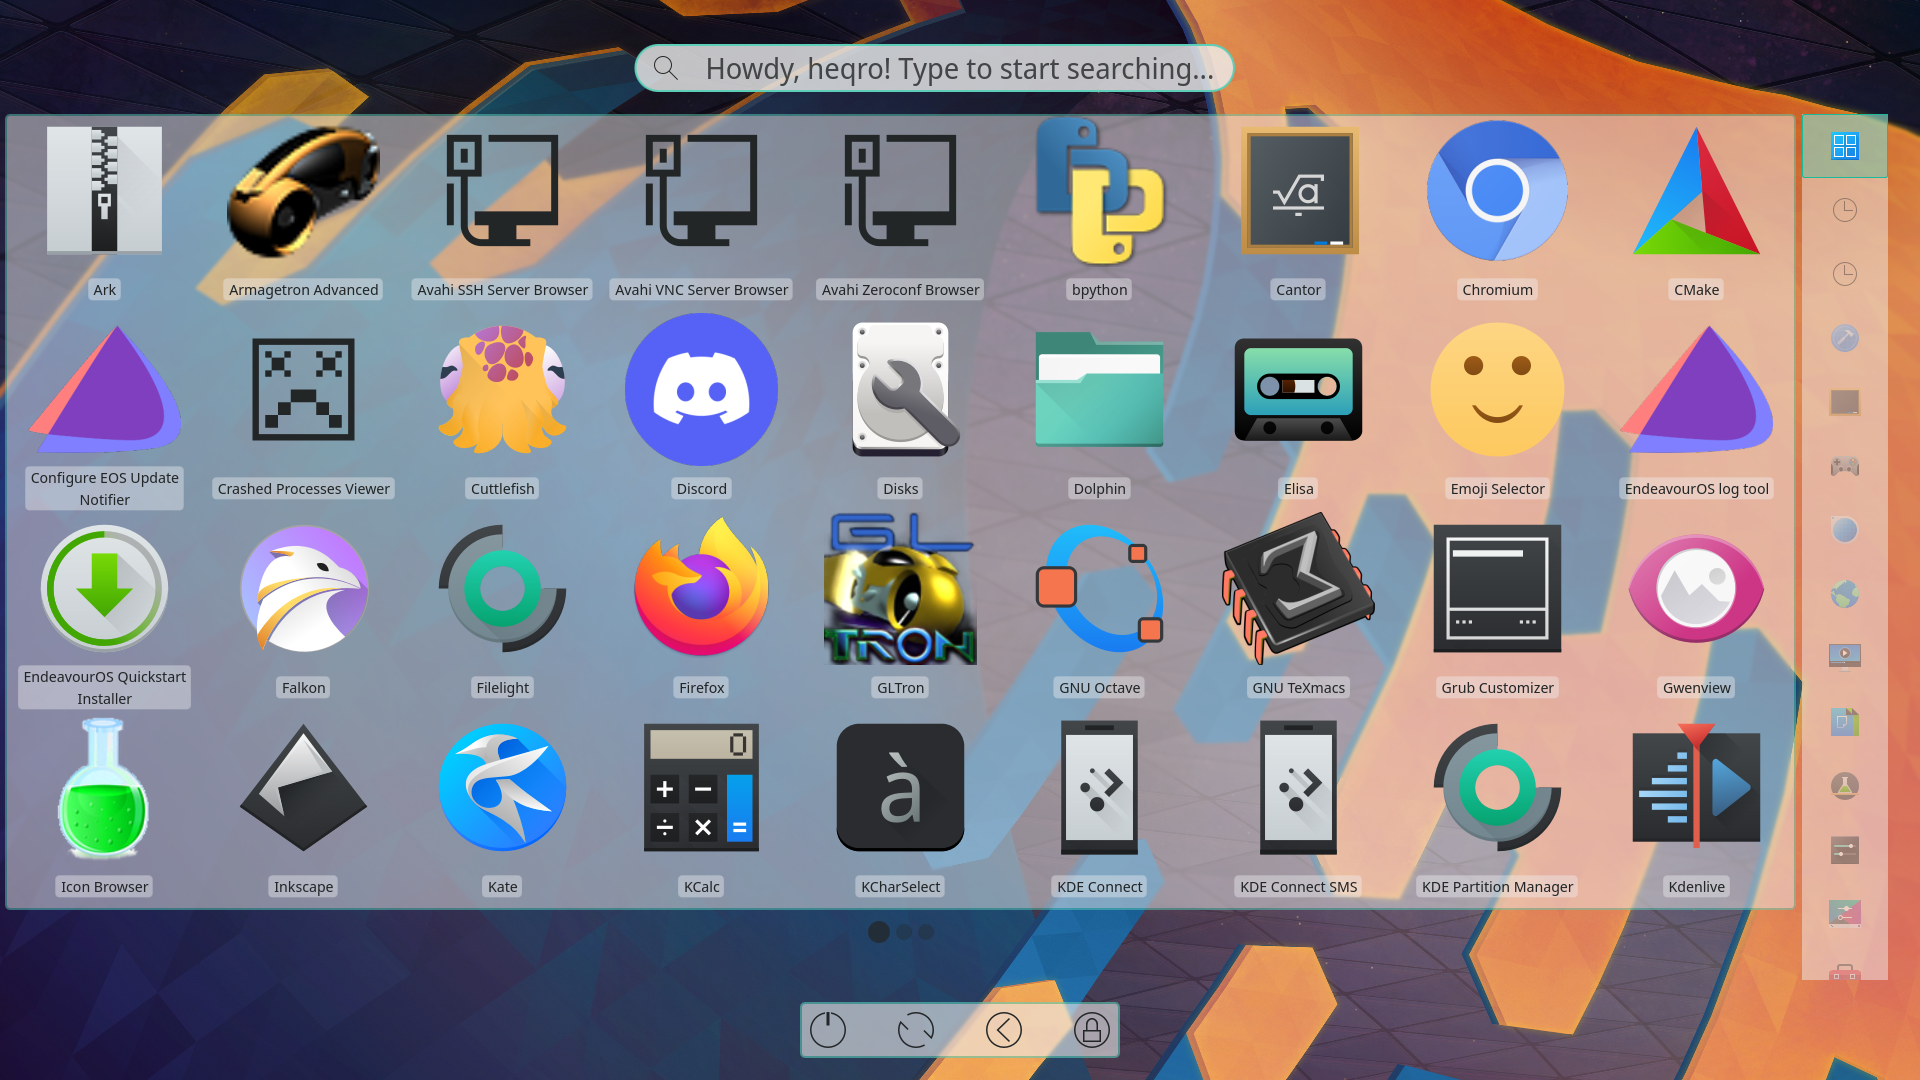 Howdy, heqro! Type to start searching...
Ark
Armagetron Advanced
Avahi SSH Server Browser
Avahi VNC Server Browser
Avahi Zeroconf Browser
bpython
√a
Cantor
Chromium
CMake
Configure EOS Update
Notifier
Crashed Processes Viewer
Cuttlefish
Discord
Disks
Dolphin
Elisa
Emoji Selector
EndeavourOS log tool
EndeavourOS Quickstart
Installer
Falkon
Filelight
Firefox
GL
TRON
GLTron
GNU Octave
GNU TeXmacs
Grub Customizer
Gwenview
Icon Browser
Inkscape
Kate
0
+ −
÷ × =
KCalc
à
KCharSelect
KDE Connect
KDE Connect SMS
KDE Partition Manager
Kdenlive